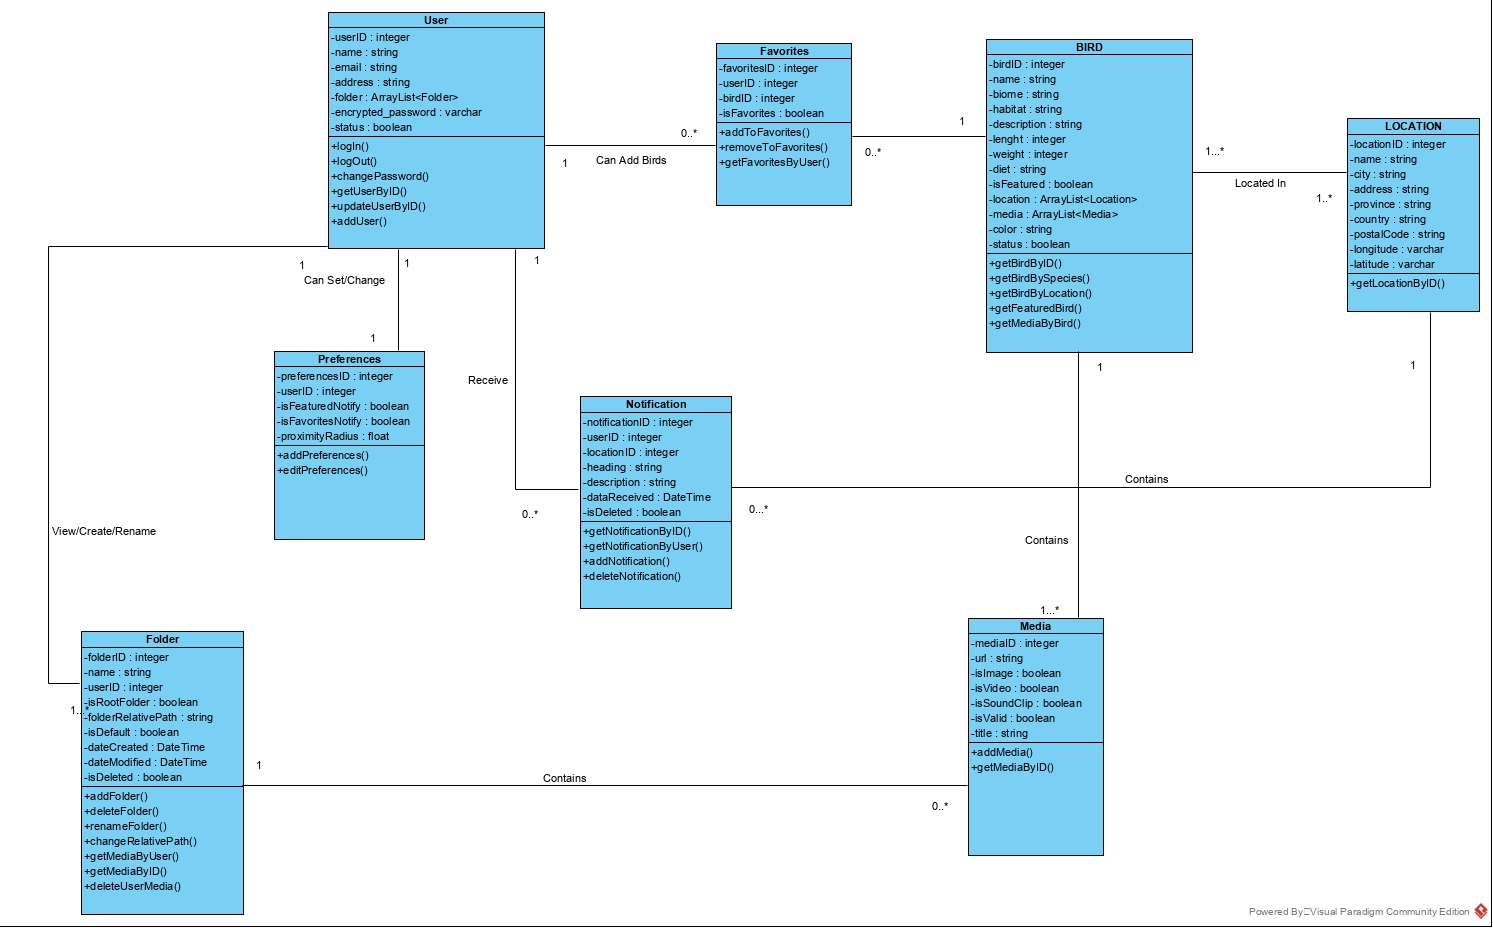 User
-userID : integer
-name : string
-email : string
-address : string
-folder : ArrayList<Folder>
-encrypted_password : varchar
-status : boolean
+logIn()
+logOut()
+changePassword()
+getUserByID()
+updateUserByID()
+addUser()
1
Can Add Birds
0..*
Favorites
-favoritesID : integer
-userID : integer
-birdID : integer
-isFavorites : boolean
+addToFavorites()
+removeToFavorites()
+getFavoritesByUser()
0..*
1
BIRD
-birdID : integer
-name : string
-biome : string
-habitat : string
-description : string
-lenght : integer
-weight : integer
-diet : string
-isFeatured : boolean
-location : ArrayList<Location>
-media : ArrayList<Media>
-color : string
-status : boolean
+getBirdByID()
+getBirdBySpecies()
+getBirdByLocation()
+getFeaturedBird()
+getMediaByBird()
1...*
Located In
1..*
LOCATION
-locationID : integer
-name : string
-city : string
-address : string
-province : string
-country : string
-postalCode : string
-longitude : varchar
-latitude : varchar
+getLocationByID()
1
Can Set/Change
1
1
Preferences
-preferencesID : integer
-userID : integer
-isFeaturedNotify : boolean
-isFavoritesNotify : boolean
-proximityRadius : float
+addPreferences()
+editPreferences()
1
Receive
0..*
Notification
-notificationID : integer
-userID : integer
-locationID : integer
-heading : string
-description : string
-dataReceived : DateTime
-isDeleted : boolean
+getNotificationByID()
+getNotificationByUser()
+addNotification()
+deleteNotification()
0...*
Contains
1
1
Contains
1...*
View/Create/Rename
1..*
Folder
-folderID : integer
-name : string
-userID : integer
-isRootFolder : boolean
-folderRelativePath : string
-isDefault : boolean
-dateCreated : DateTime
-dateModified : DateTime
-isDeleted : boolean
+addFolder()
+deleteFolder()
+renameFolder()
+changeRelativePath()
+getMediaByUser()
+getMediaByID()
+deleteUserMedia()
1
Contains
0..*
Media
-mediaID : integer
-url : string
-isImage : boolean
-isVideo : boolean
-isSoundClip : boolean
-isValid : boolean
-title : string
+addMedia()
+getMediaByID()
Powered By Visual Paradigm Community Edition